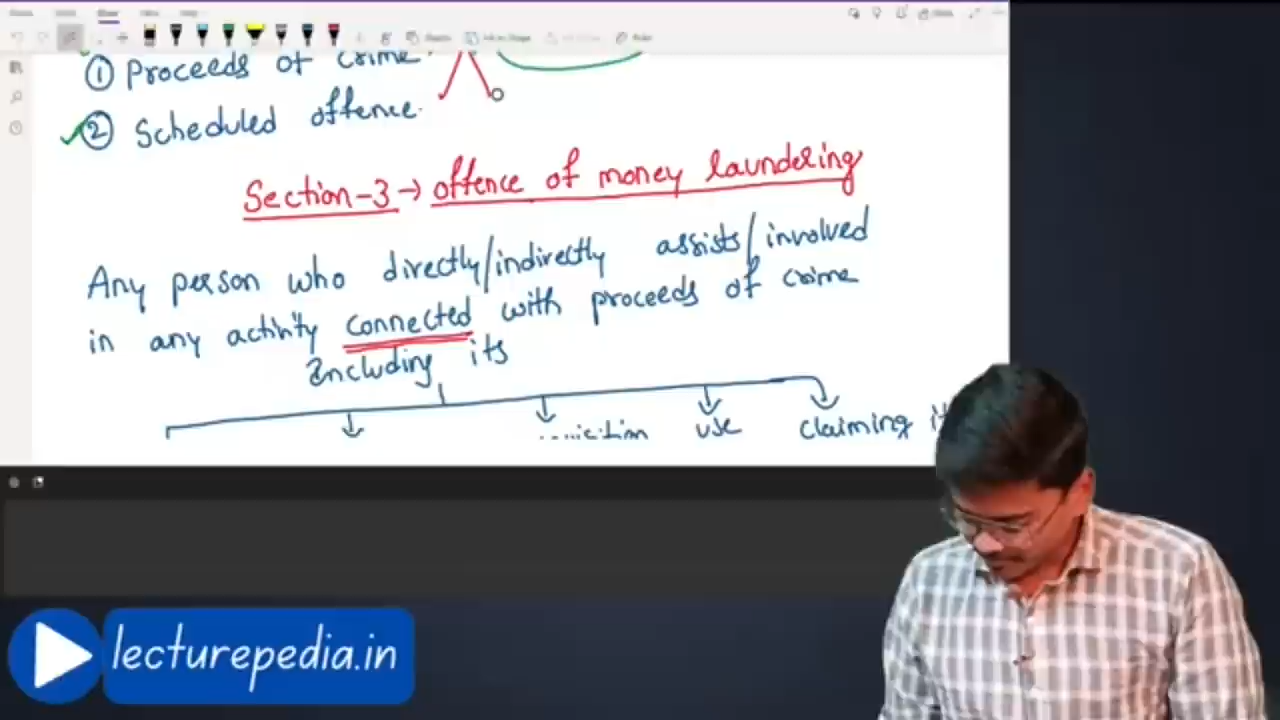 ① Proceeds of crime
② Scheduled offence
Section-3 → offence of money laundering
Any person who directly/indirectly assists/involved
in any activity connected with proceeds of crime
Including its
use claiming
lecturepedia.in